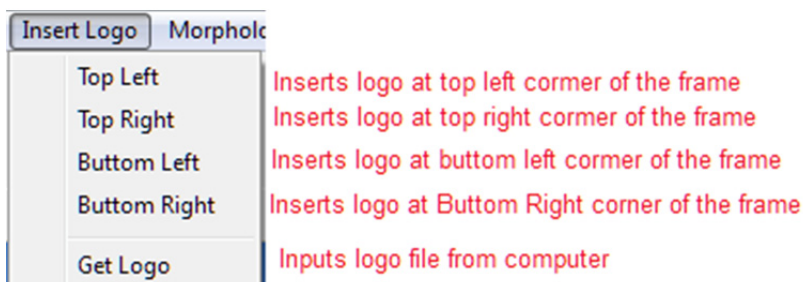 Insert Logo Morpholo
Top Left Inserts logo at top left cormer of the frame
Top Right Inserts logo at top right cormer of the frame
Buttom Left Inserts logo at buttom left cormer of the frame
Buttom Right Inserts logo at Buttom Right corner of the frame
Get Logo Inputs logo file from computer